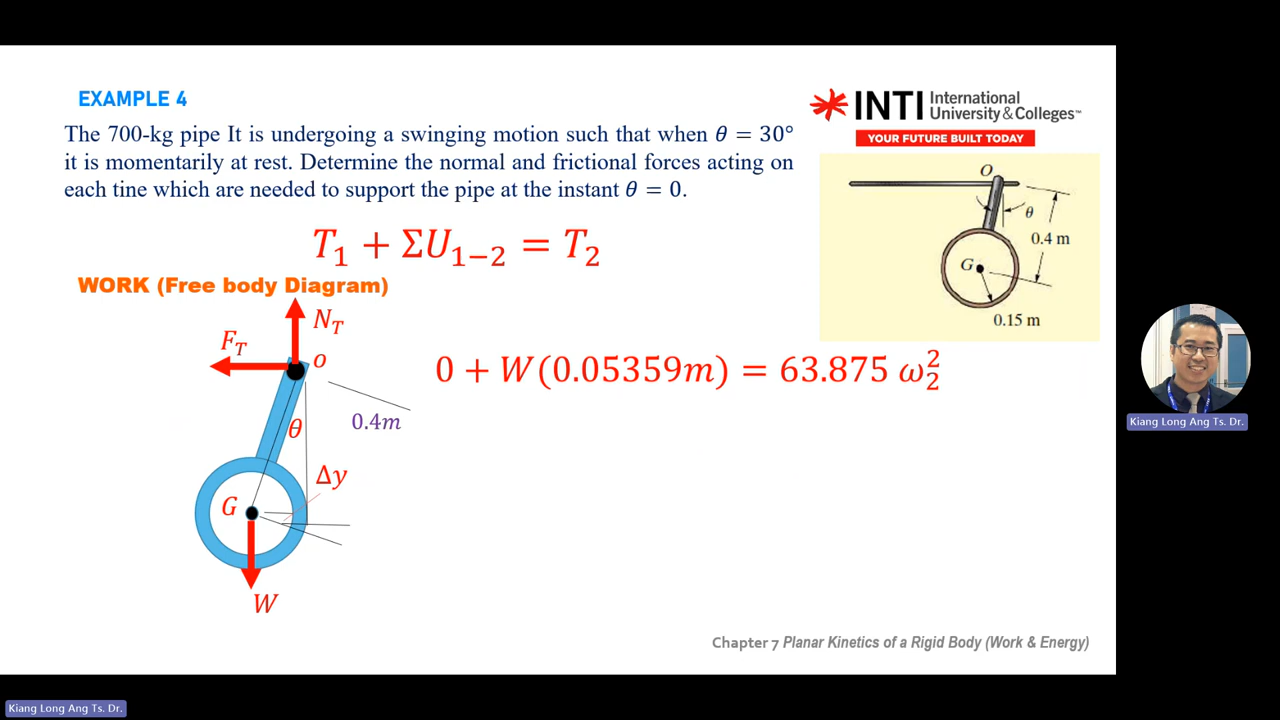 EXAMPLE 4
The 700-kg pipe It is undergoing a swinging motion such that when θ = 30°
it is momentarily at rest. Determine the normal and frictional forces acting on
each tine which are needed to support the pipe at the instant θ = 0.
INTI International University & Colleges™
YOUR FUTURE BUILT TODAY
O
θ
0.4 m
G
0.15 m
T₁ + ΣU₁₋₂ = T₂
WORK (Free body Diagram)
N_T
F_T
o
0 + W(0.05359m) = 63.875 ω₂²
θ
0.4m
Δy
G
W
Chapter 7 Planar Kinetics of a Rigid Body (Work & Energy)
Kiang Long Ang Ts. Dr.
Kiang Long Ang Ts. Dr.